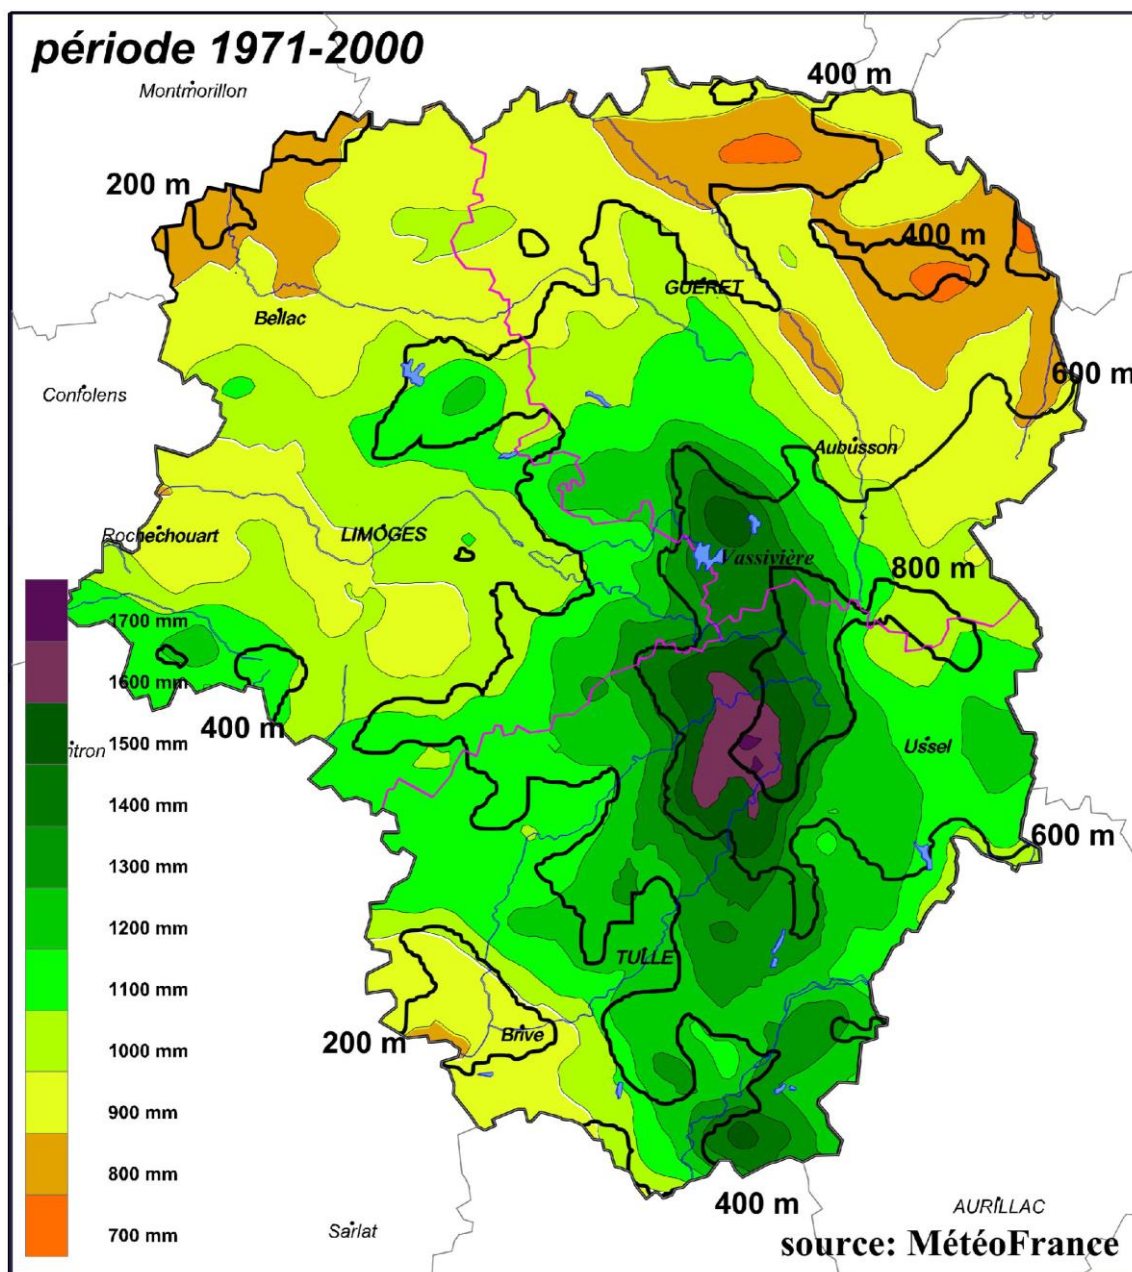 période 1971-2000
400 m
Montmorillon
200 m
400 m
GUERET
Bellac
600 m
Confolens
Aubusson
Rochechouart
LIMOGES
Vassivière
800 m
1700 mm
1600 mm
400 m
ntron
1500 mm
Ussel
1400 mm
600 m
1300 mm
1200 mm
TULLE
1100 mm
200 m
Brive
1000 mm
900 mm
800 mm
400 m
AURILLAC
700 mm
Sarlat
source: MétéoFrance